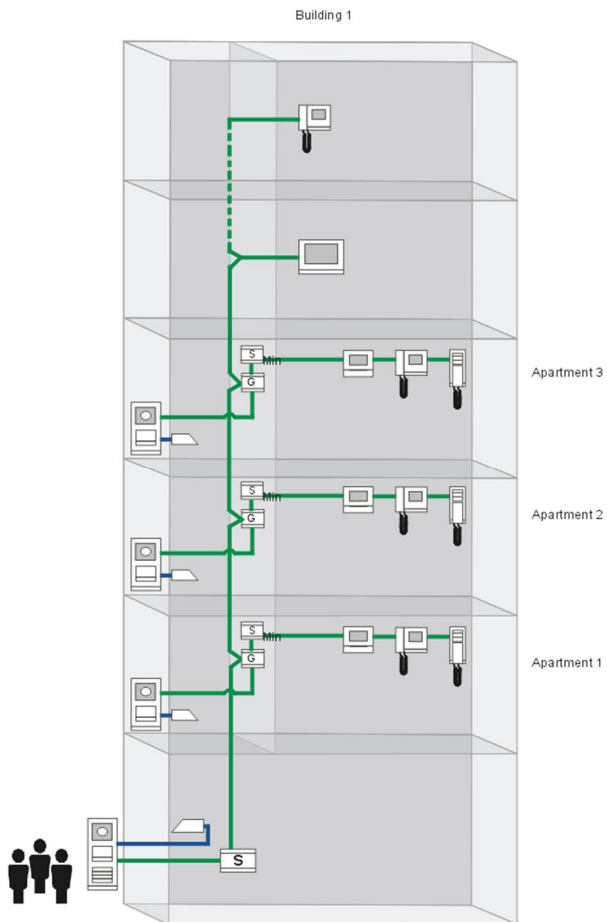 Building 1
S
Min
G
Apartment 3
S
Min
G
Apartment 2
S
Min
G
Apartment 1
S